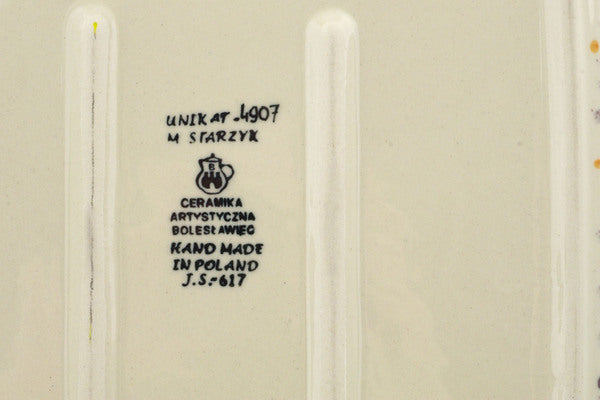 UNIKAT-4907
M STARZYK
B
CERAMIKA
ARTYSTYCZNA
BOLESŁAWIEC
HAND MADE
IN POLAND
J.S.-617